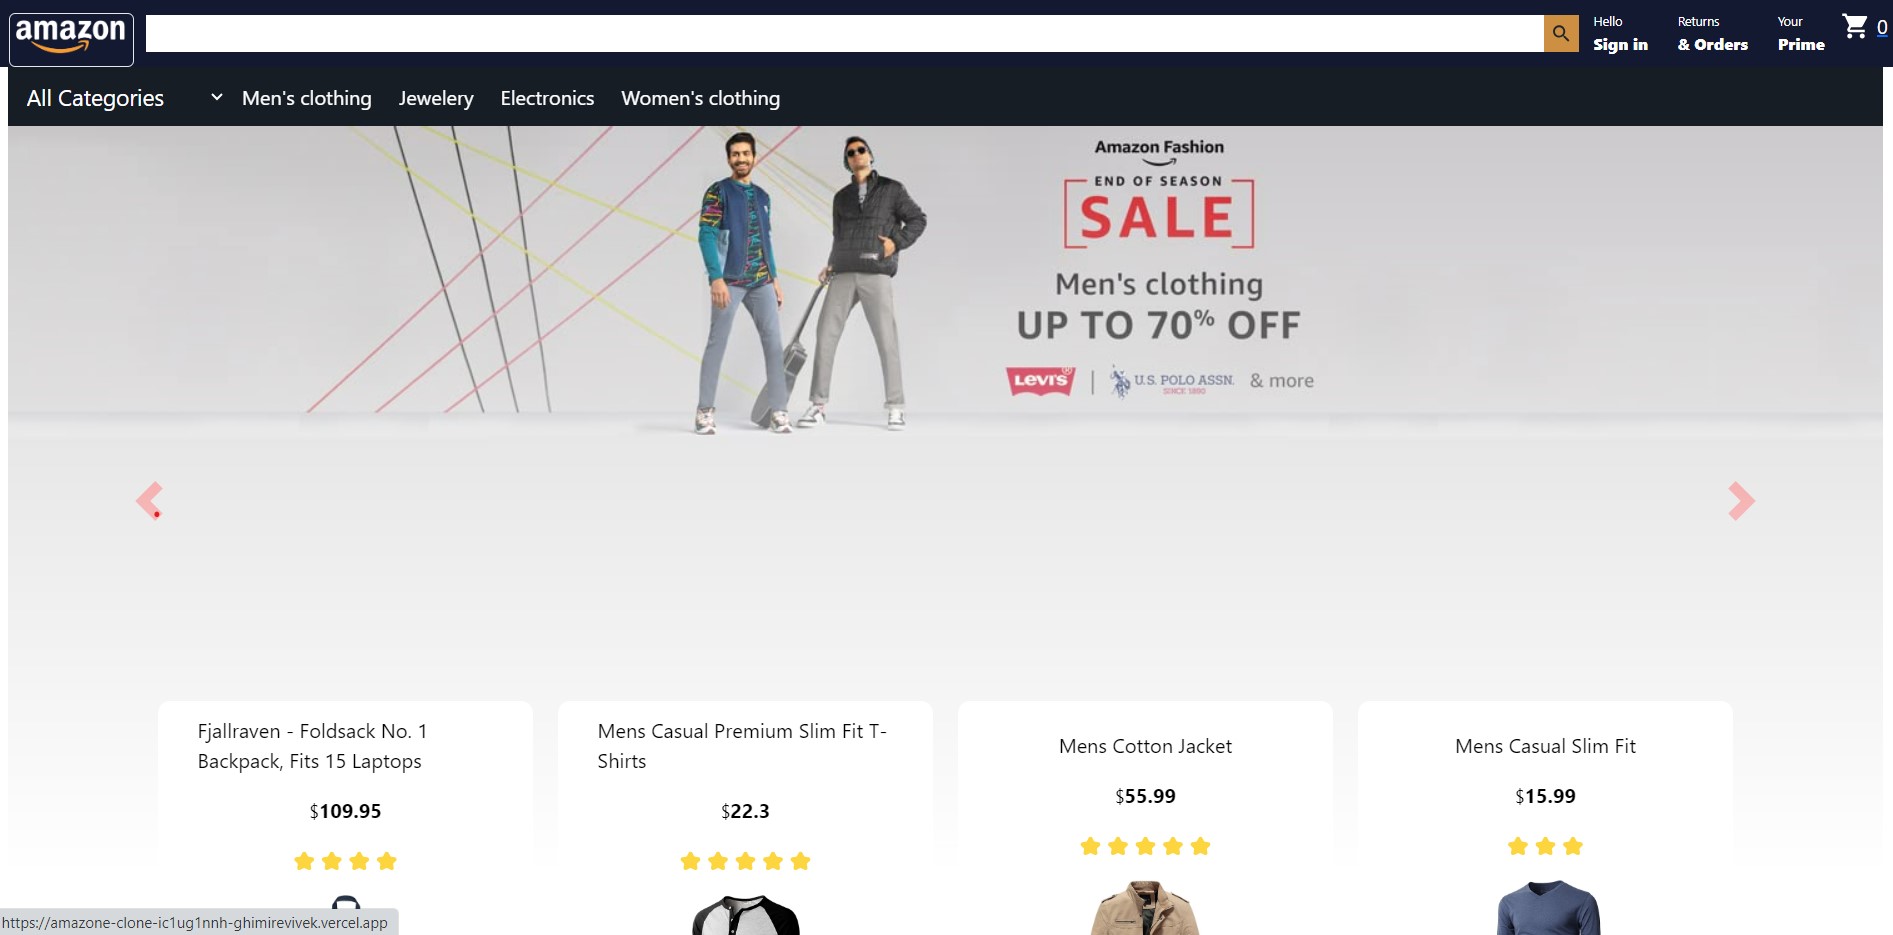 amazon
Hello
Sign in
Returns
& Orders
Your
Prime
0
All Categories
Men's clothing
Jewelery
Electronics
Women's clothing
Amazon Fashion
END OF SEASON
SALE
Men's clothing
UP TO 70% OFF
LEVI'S® | U.S. POLO ASSN. & more
SINCE 1890
Fjallraven - Foldsack No. 1
Backpack, Fits 15 Laptops
$109.95
Mens Casual Premium Slim Fit T-
Shirts
$22.3
Mens Cotton Jacket
$55.99
Mens Casual Slim Fit
$15.99
https://amazone-clone-ic1ug1nnh-ghimirevivek.vercel.app